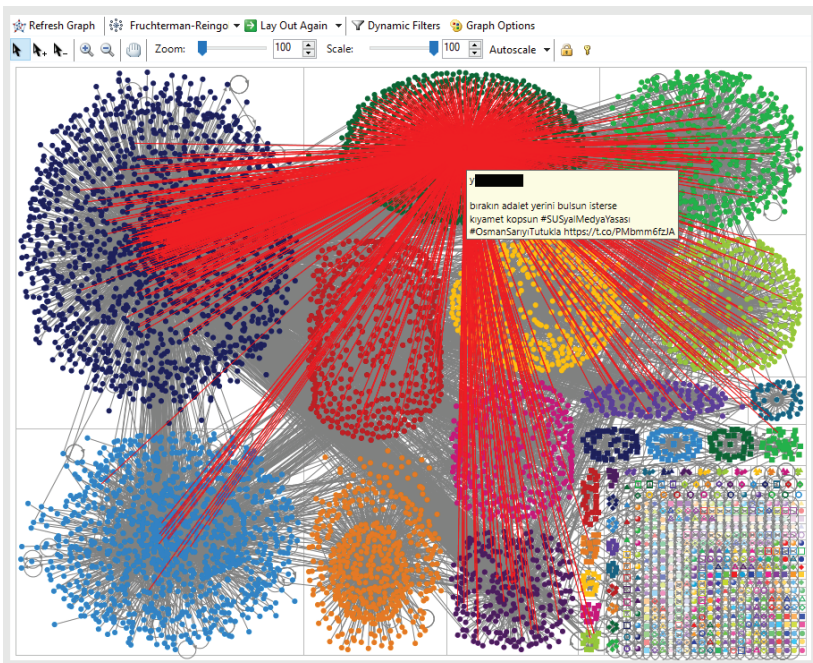 Refresh Graph Fruchterman-Reingo Lay Out Again Dynamic Filters Graph Options
Zoom: 100 Scale: 100 Autoscale
y
bırakın adalet yerini bulsun isterse
kıyamet kopsun #SUSyalMedyaYasası
#OsmanSarıyıTutukla https://t.co/PMbmm6fzJA